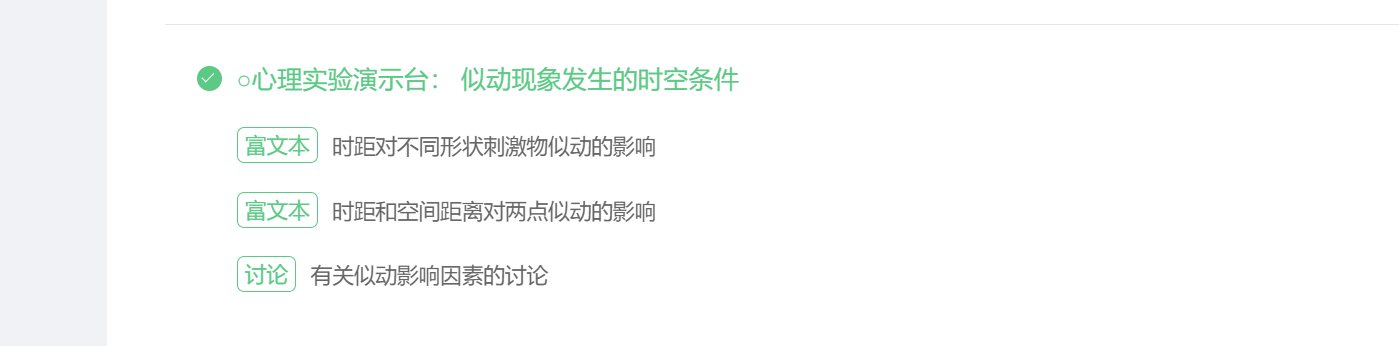 ○心理实验演示台： 似动现象发生的时空条件
富文本 时距对不同形状刺激物似动的影响
富文本 时距和空间距离对两点似动的影响
讨论 有关似动影响因素的讨论